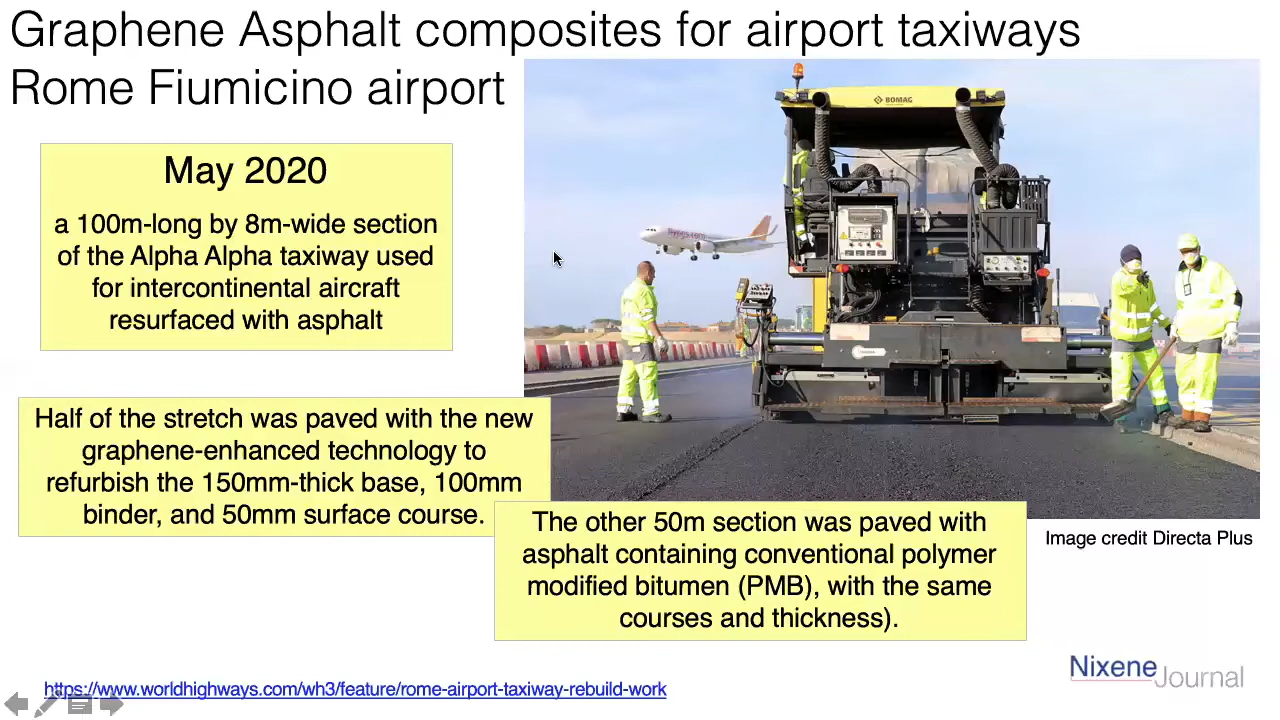 Graphene Asphalt composites for airport taxiways
Rome Fiumicino airport
May 2020
a 100m-long by 8m-wide section
of the Alpha Alpha taxiway used
for intercontinental aircraft
resurfaced with asphalt
BOMAG
Half of the stretch was paved with the new
graphene-enhanced technology to
refurbish the 150mm-thick base, 100mm
binder, and 50mm surface course.
The other 50m section was paved with
asphalt containing conventional polymer
modified bitumen (PMB), with the same
courses and thickness).
Image credit Directa Plus
https://www.worldhighways.com/wh3/feature/rome-airport-taxiway-rebuild-work
Nixene
Journal